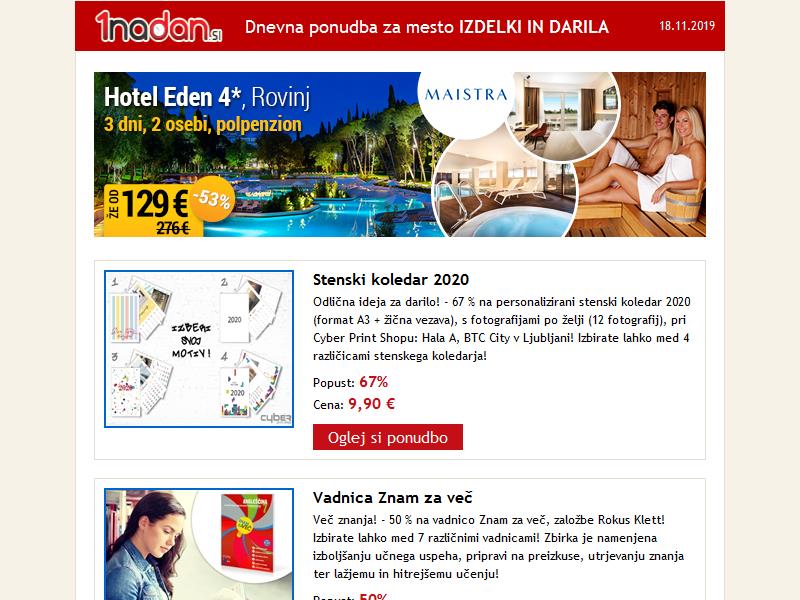 1nadan.si
Dnevna ponudba za mesto IZDELKI IN DARILA
18.11.2019
Hotel Eden 4*, Rovinj
3 dni, 2 osebi, polpenzion
MAISTRA
ŽE OD 129 € -53%
276 €
Stenski koledar 2020
Odlična ideja za darilo! - 67 % na personalizirani stenski koledar 2020
(format A3 + žična vezava), s fotografijami po želji (12 fotografij), pri
Cyber Print Shopu: Hala A, BTC City v Ljubljani! Izbirate lahko med 4
različicami stenskega koledarja!
Popust: 67%
Cena: 9,90 €
Oglej si ponudbo
1
2
IZBERI
SVOJ
MOTIV!
2020
3
4
2020
2020
CYBER
Vadnica Znam za več
Več znanja! - 50 % na vadnico Znam za več, založbe Rokus Klett!
Izbirate lahko med 7 različnimi vadnicami! Zbirka je namenjena
izboljšanju učnega uspeha, pripravi na preizkuse, utrjevanju znanja
ter lažjemu in hitrejšemu učenju!
ANGLEŠČINA
Popust: 50%